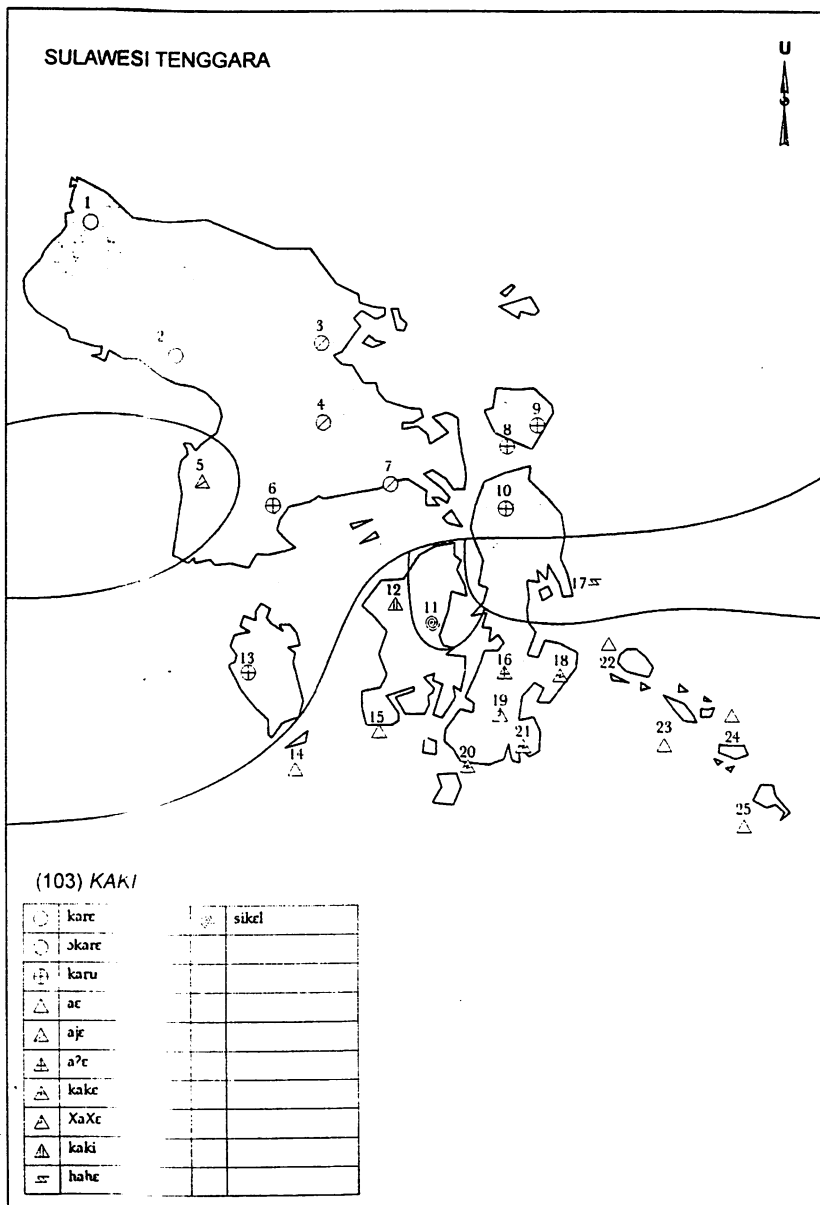 SULAWESI TENGGARA
U
1
2
3
4
5
6
7
8
9
10
11
12
13
14
15
16
17
18
19
20
21
22
23
24
25
(103) KAKI
karɛ
sikɛl
ɔkarɛ
karu
aɛ
ajɛ
aʔɛ
kakɛ
XaXɛ
kaki
hahɛ